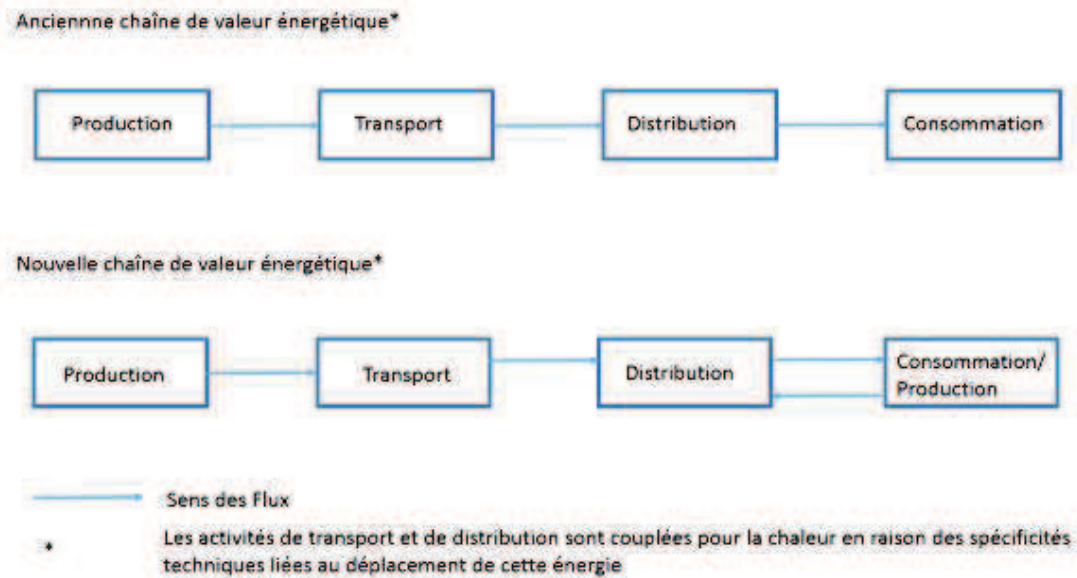 Anciennne chaîne de valeur énergétique*
Production
Transport
Distribution
Consommation
Nouvelle chaîne de valeur énergétique*
Production
Transport
Distribution
Consommation/
Production
Sens des Flux
* Les activités de transport et de distribution sont couplées pour la chaleur en raison des spécificités
techniques liées au déplacement de cette énergie